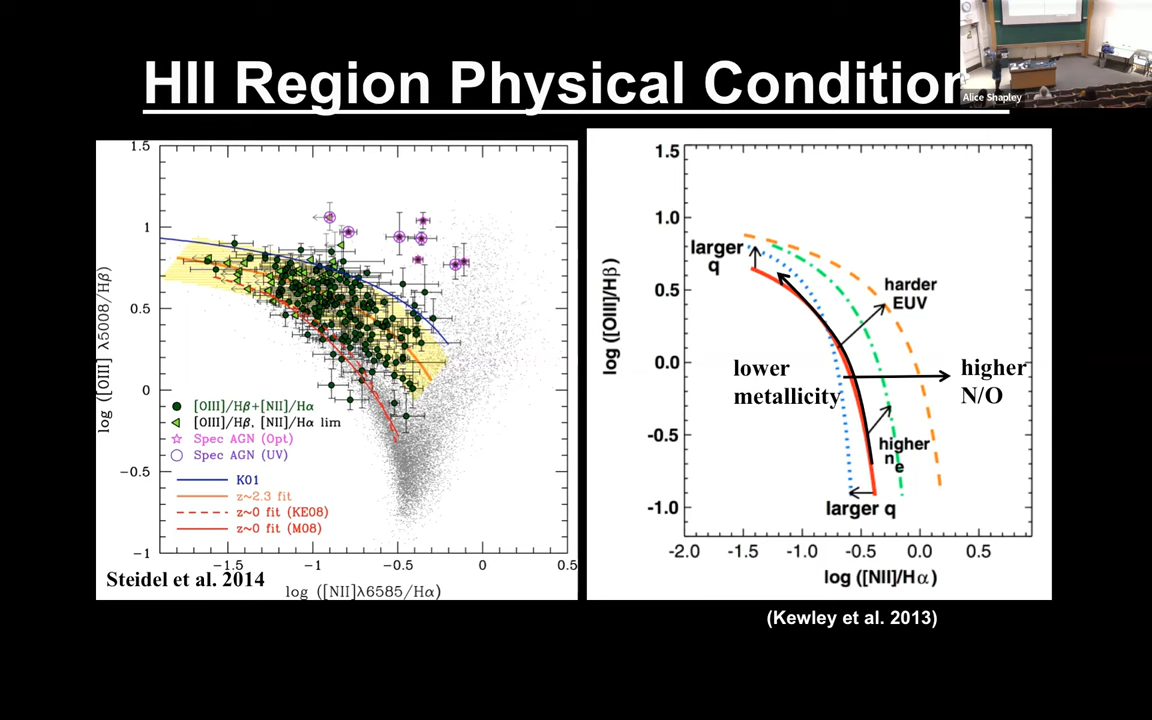 HII Region Physical Condition
Alice Shapley
1.5
1
0.5
0
−0.5
−1
−1.5
−1
−0.5
0
0.5
log ([OIII] λ5008/Hβ)
log ([NII]λ6585/Hα)
[OIII]/Hβ+[NII]/Hα
[OIII]/Hβ, [NII]/Hα lim
Spec AGN (Opt)
Spec AGN (UV)
K01
z~2.3 fit
z~0 fit (KE08)
z~0 fit (M08)
Steidel et al. 2014
1.5
1.0
0.5
0.0
-0.5
-1.0
-2.0
-1.5
-1.0
-0.5
0.0
0.5
log ([OIII]/Hβ)
log ([NII]/Hα)
larger
q
harder
EUV
lower
metallicity
higher
N/O
higher
n
e
larger q
(Kewley et al. 2013)